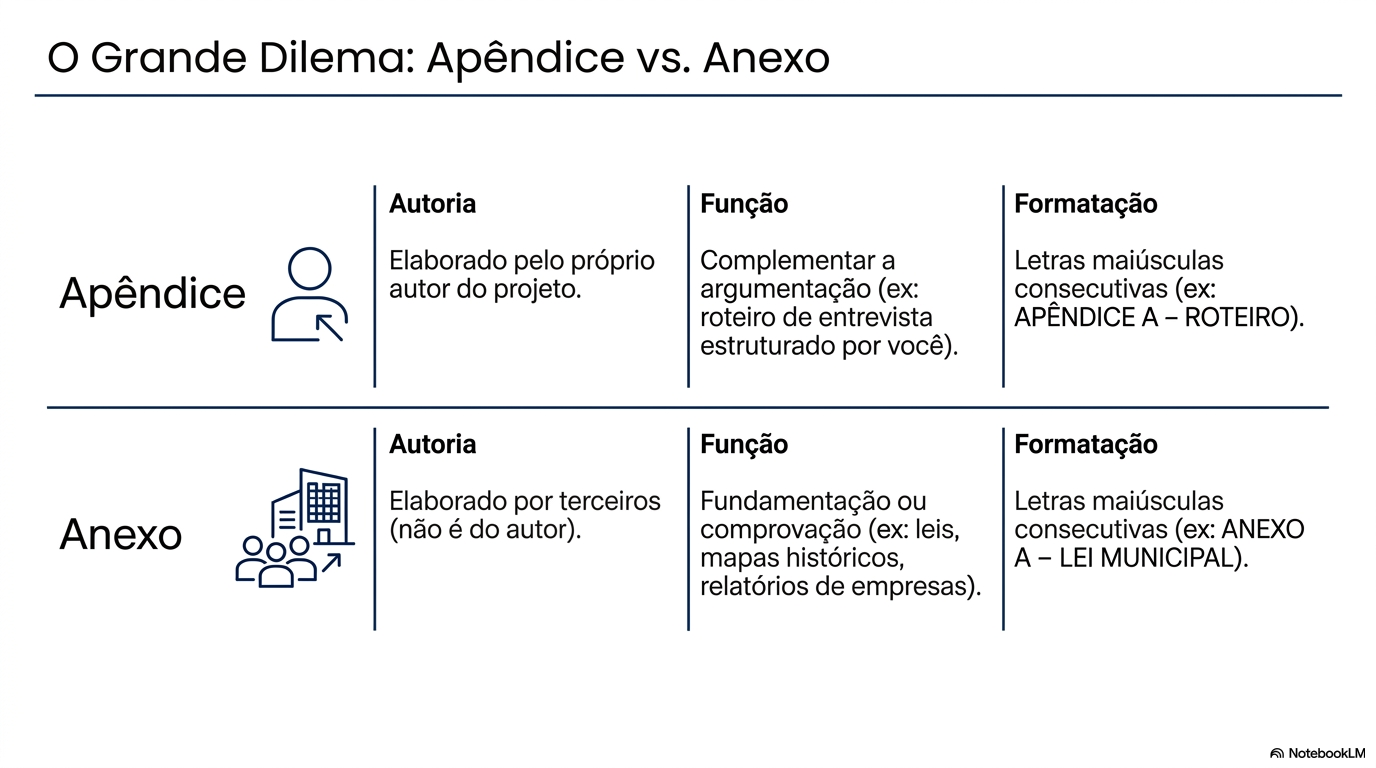 O Grande Dilema: Apêndice vs. Anexo
Apêndice
Autoria
Elaborado pelo próprio
autor do projeto.
Função
Complementar a
argumentação (ex:
roteiro de entrevista
estruturado por você).
Formatação
Letras maiúsculas
consecutivas (ex:
APÊNDICE A – ROTEIRO).
Anexo
Autoria
Elaborado por terceiros
(não é do autor).
Função
Fundamentação ou
comprovação (ex: leis,
mapas históricos,
relatórios de empresas).
Formatação
Letras maiúsculas
consecutivas (ex: ANEXO
A – LEI MUNICIPAL).
NotebookLM